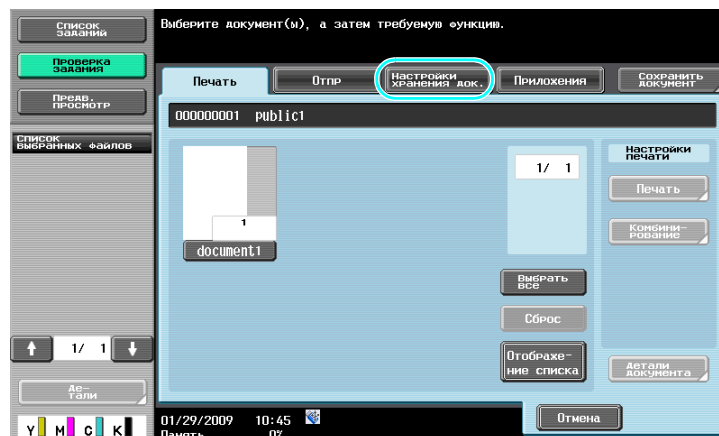 Список
заданий
Выберите документ(ы), а затем требуемую функцию.
Проверка
задания
Печать
Отпр
Настройки
хранения док.
Приложения
Сохранить
документ
Предв.
просмотр
000000001 public1
Список
выбранных файлов
Настройки
печати
1/ 1
Печать
1
Комбини-
рование
document1
Выбрать
все
Сброс
1/ 1
Отображе-
ние списка
Детали
документа
Де-
тали
01/29/2009 10:45
Отмена
Y M C K
Память 0%